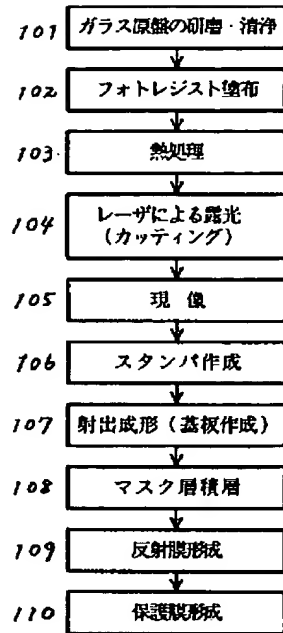 101 ガラス原盤の研磨・清浄
102 フォトレジスト塗布
103 熱処理
104 レーザによる露光
(カッティング)
105 現像
106 スタンパ作成
107 射出成形(基板作成)
108 マスク層積層
109 反射膜形成
110 保護膜形成